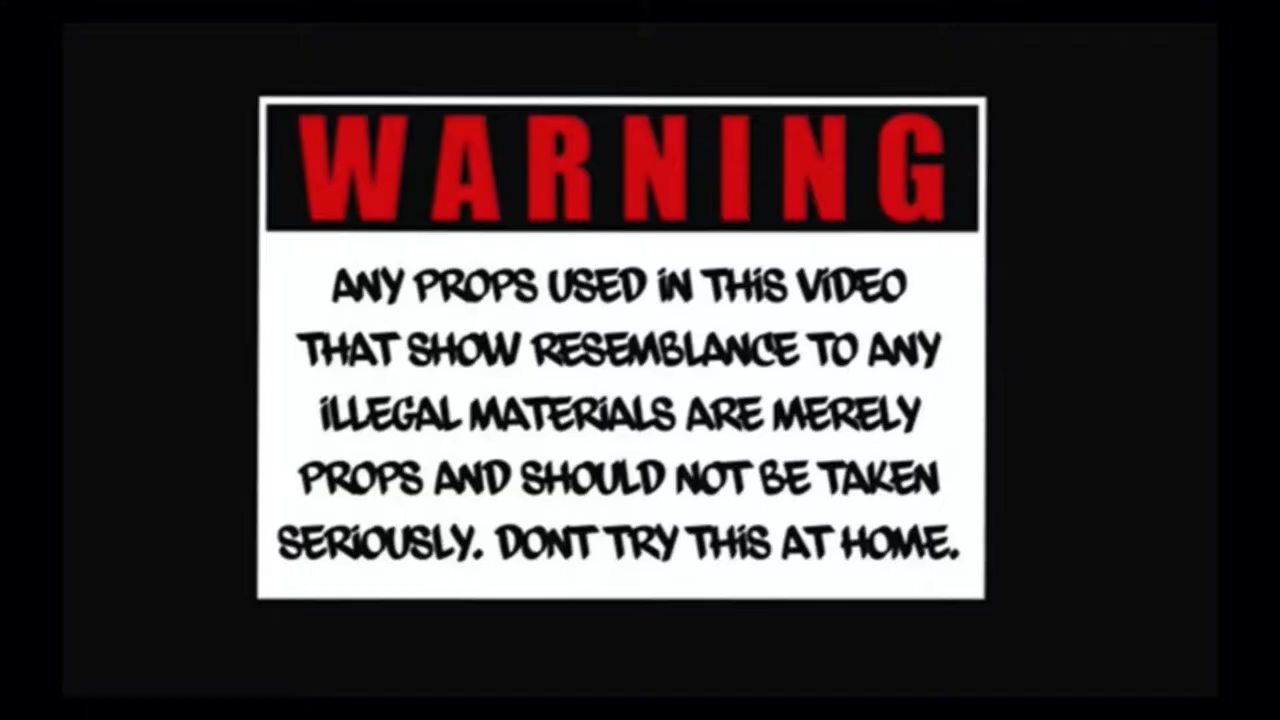 WARNING
ANY PROPS USED IN THIS VIDEO
THAT SHOW RESEMBLANCE TO ANY
ILLEGAL MATERIALS ARE MERELY
PROPS AND SHOULD NOT BE TAKEN
SERIOUSLY. DONT TRY THIS AT HOME.